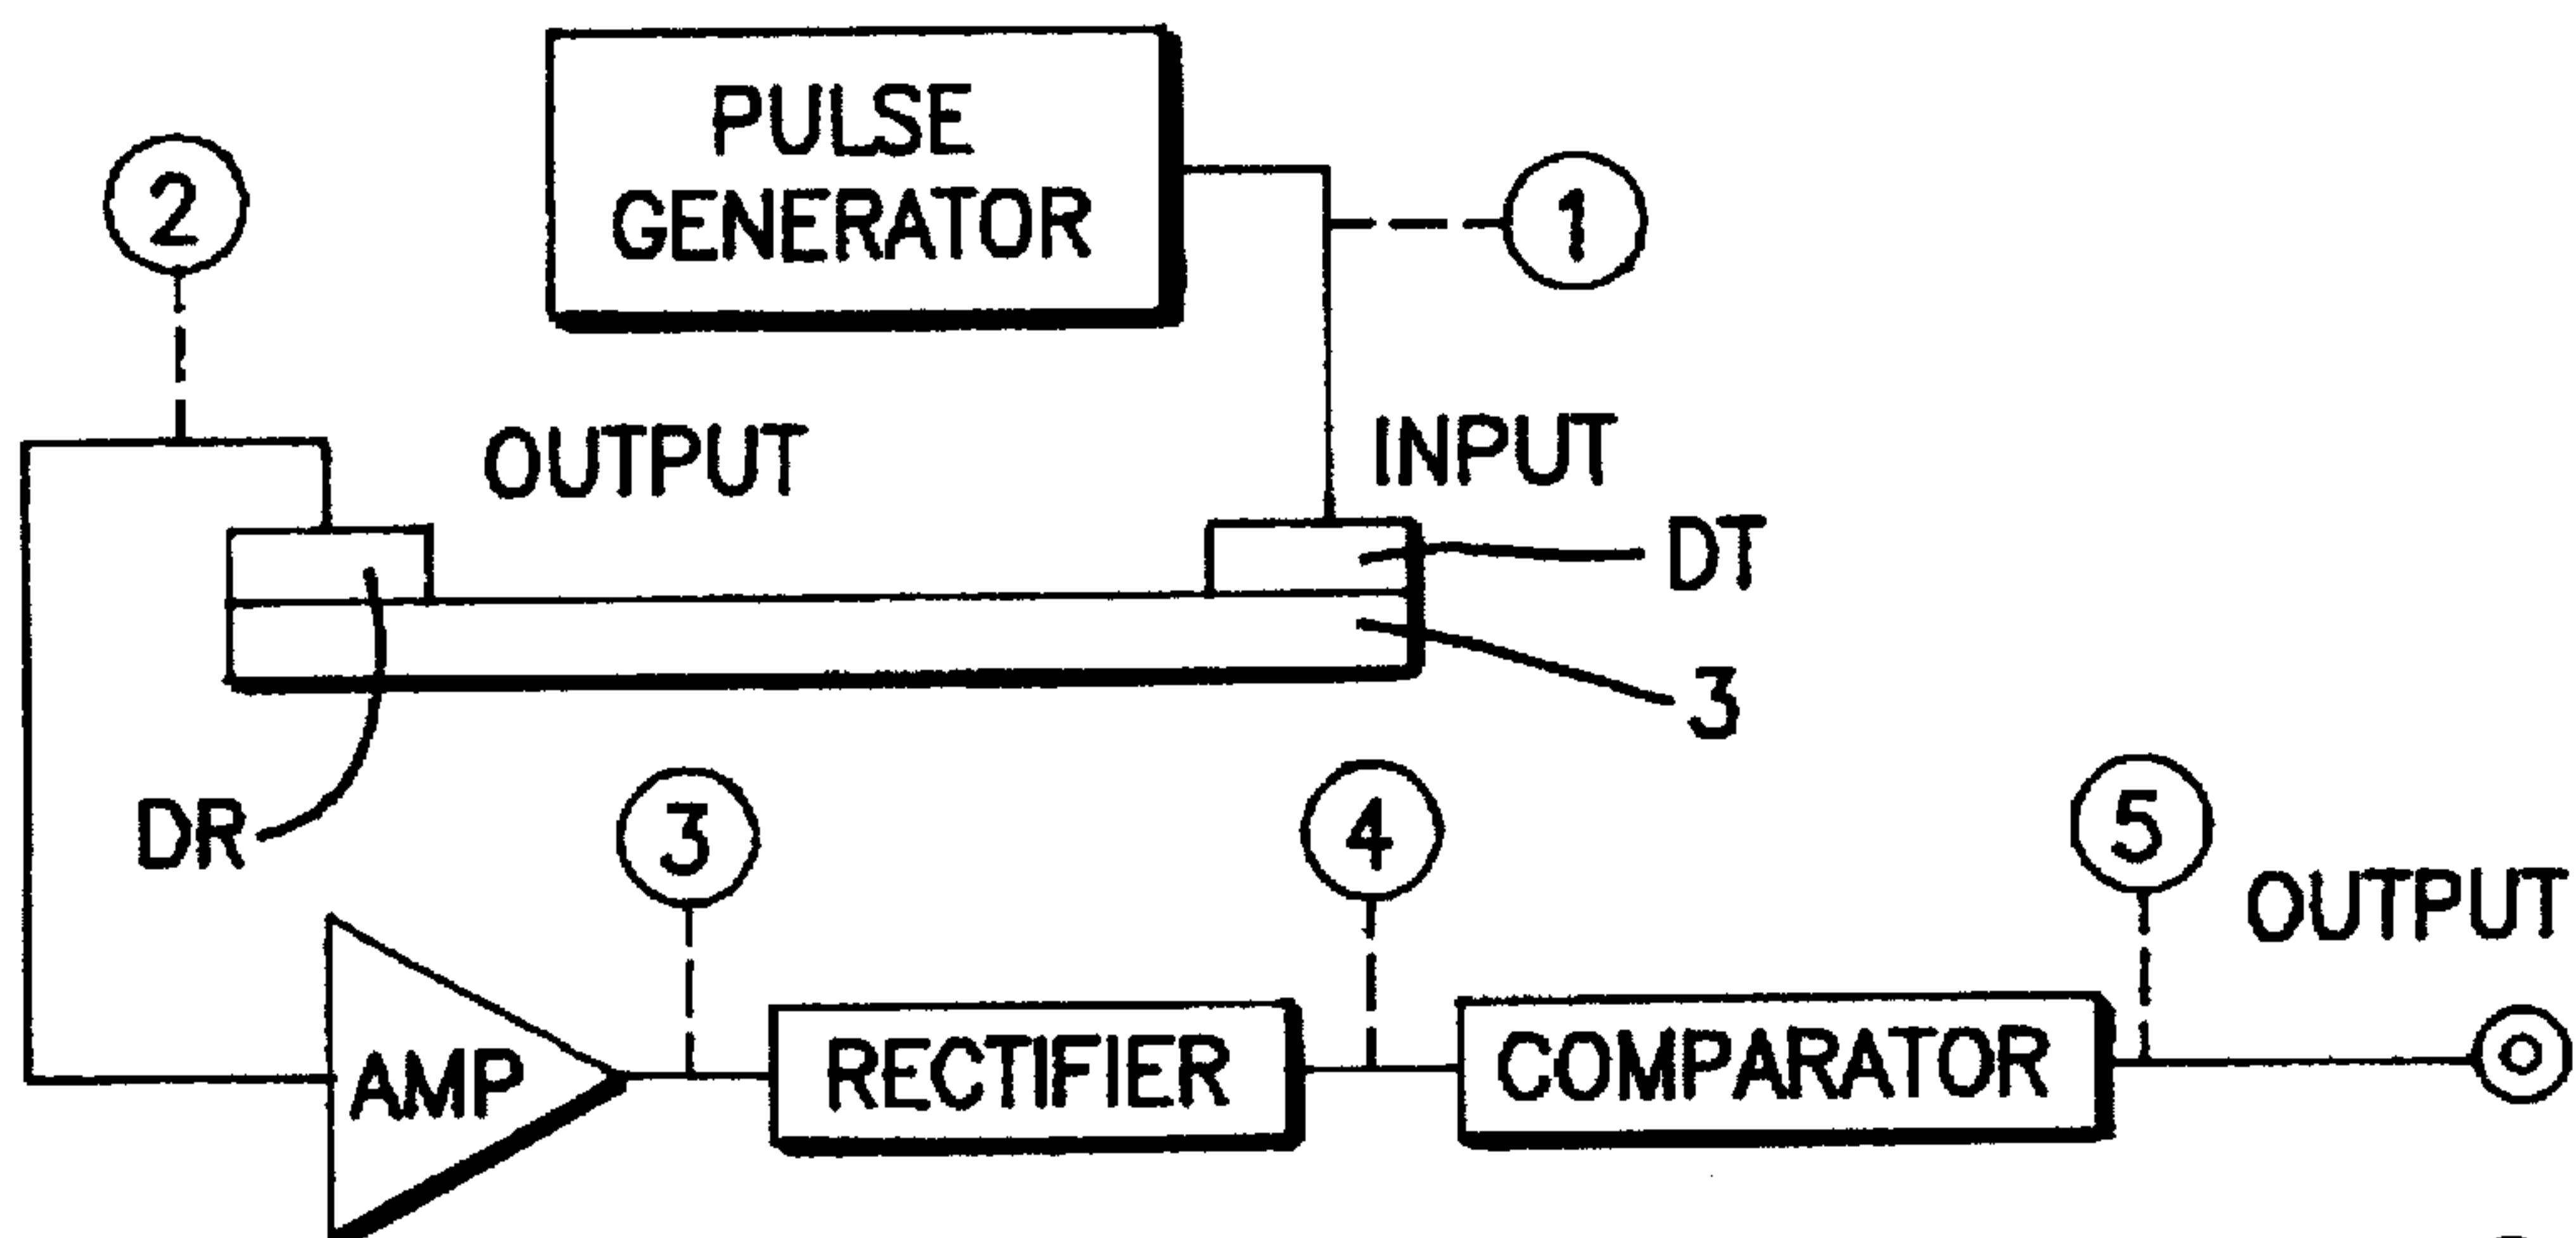 PULSE
GENERATOR
2
1
OUTPUT
INPUT
DT
3
DR
3
4
5
OUTPUT
AMP
RECTIFIER
COMPARATOR